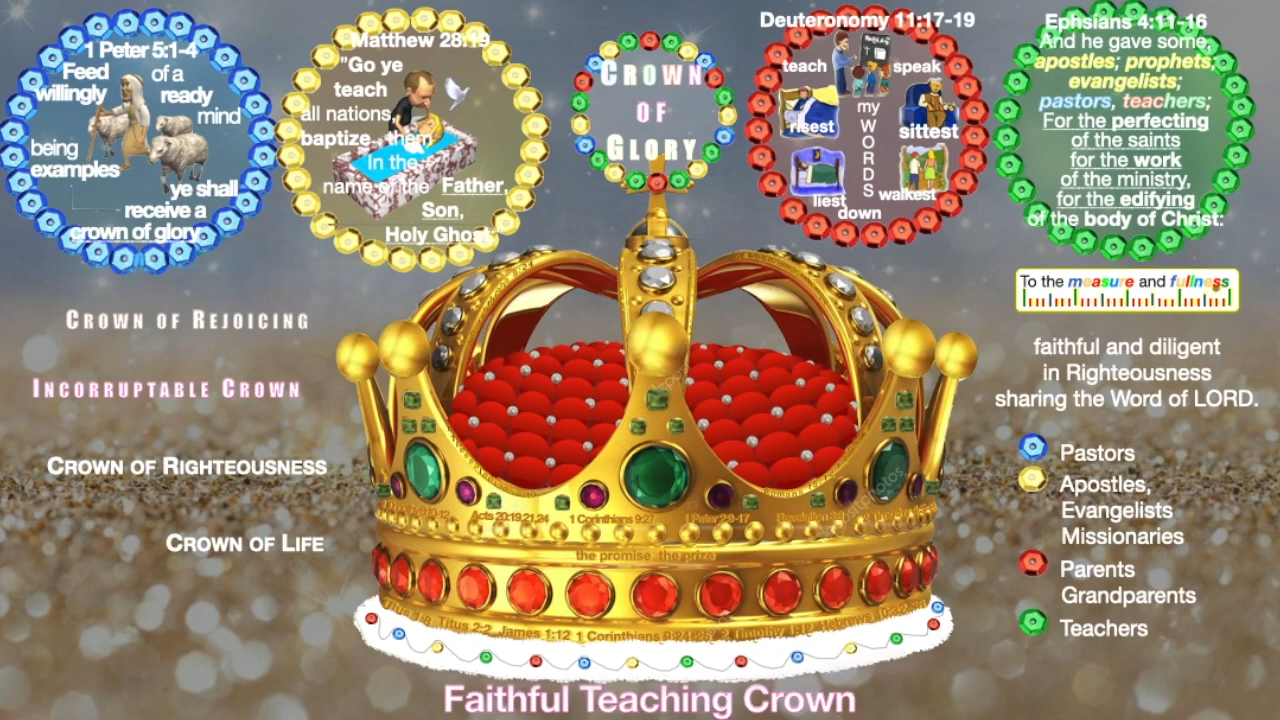 1 Peter 5:1-4
Feed of a
willingly ready
mind
being
examples
ye shall
receive a
crown of glory.
Matthew 28:19
"Go ye
teach
all nations,
baptize them
In the
name of the Father,
Son,
Holy Ghost:
Crown
of
Glory
Deuteronomy 11:17-19
teach speak
my
WORDS
risest sittest
liest walkest
down
Ephsians 4:11-16
And he gave some,
apostles; prophets,
evangelists;
pastors, teachers;
For the perfecting
of the saints
for the work
of the ministry,
for the edifying
of the body of Christ:
To the measure and fullness
faithful and diligent
in Righteousness
sharing the Word of LORD.
Pastors
Apostles,
Evangelists
Missionaries
Parents
Grandparents
Teachers
Crown of Rejoicing
Incorruptable Crown
Crown of Righteousness
Crown of Life
Acts 20:19,21,24 1 Corinthians 9:27
the promise the prize
Titus 2:2 James 1:12 1 Corinthians 9:24
Faithful Teaching Crown